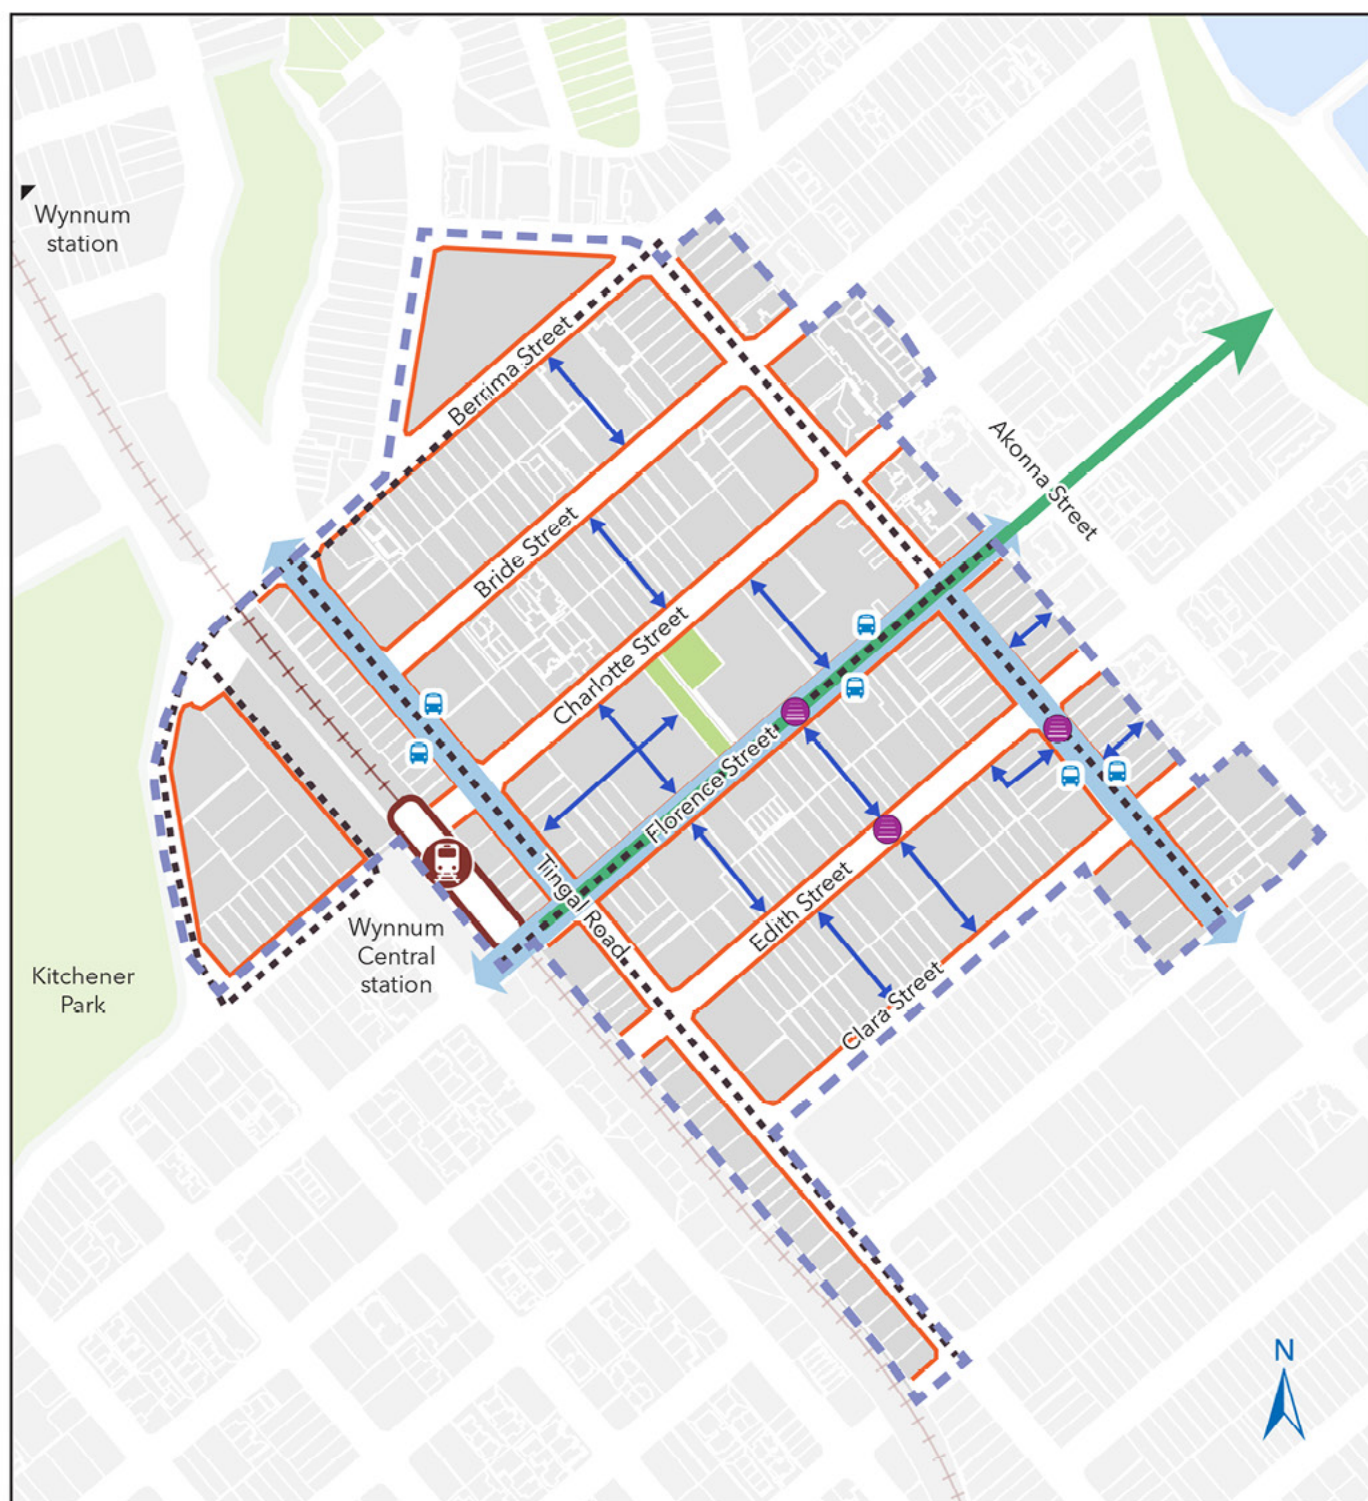 Wynnum
station
Berrima Street
Akonna Street
Bride Street
Charlotte Street
Florence Street
Tingal Road
Edith Street
Wynnum
Central
station
Kitchener
Park
Clara Street
N